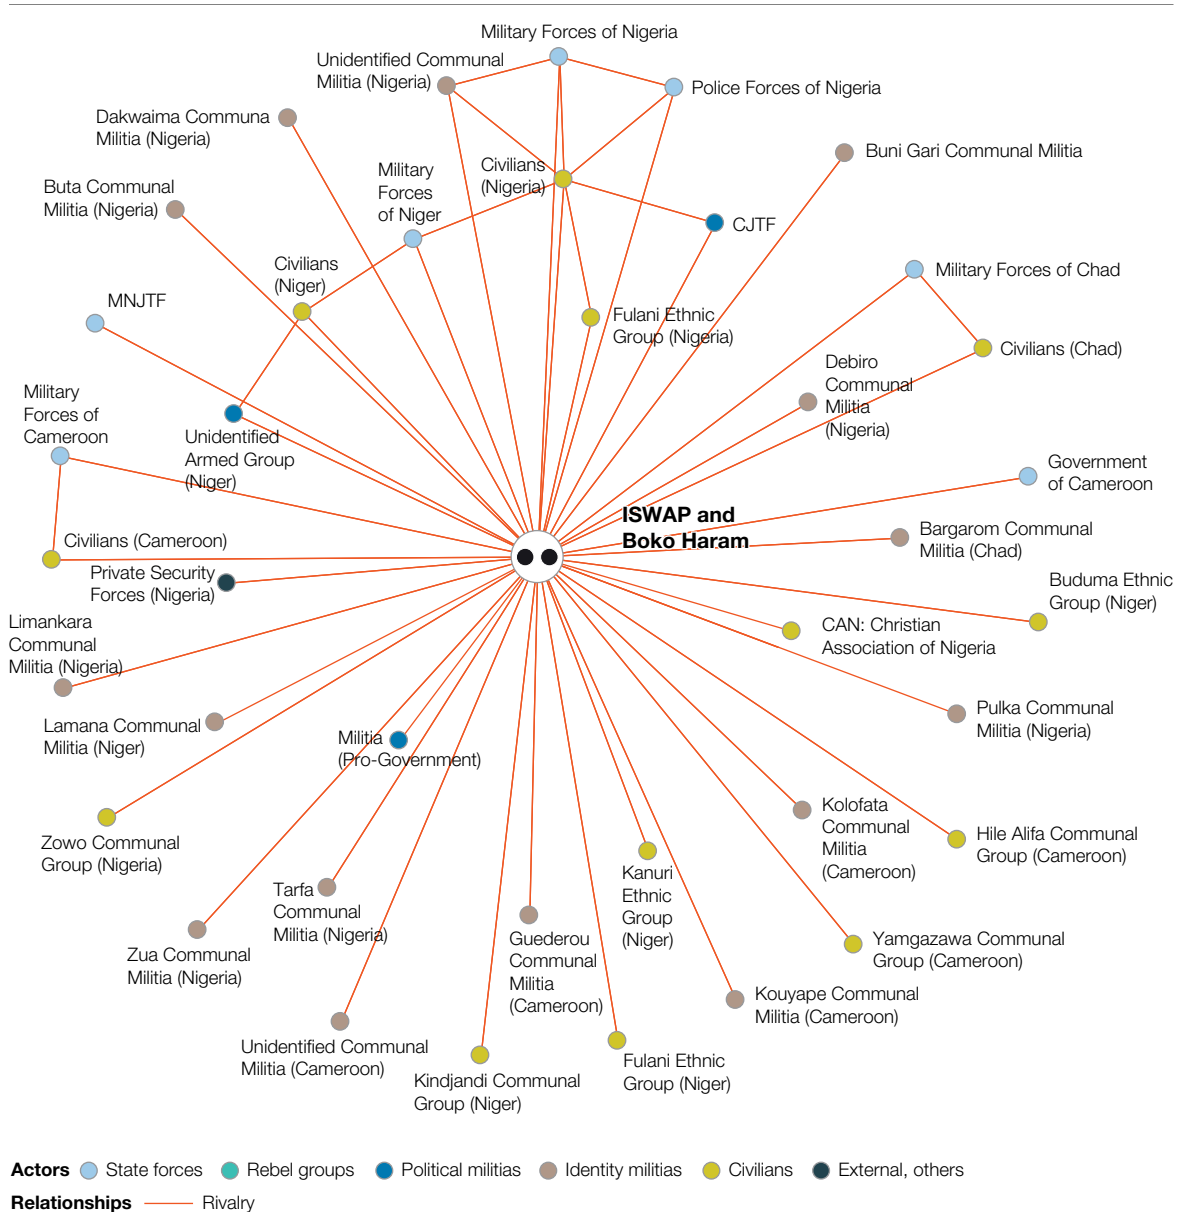 Military Forces of Nigeria
Unidentified Communal
Militia (Nigeria)
Police Forces of Nigeria
Dakwaima Communa
Militia (Nigeria)
Buni Gari Communal Militia
Civilians
(Nigeria)
Military
Forces
of Niger
Buta Communal
Militia (Nigeria)
CJTF
Civilians
(Niger)
Military Forces of Chad
MNJTF
Fulani Ethnic
Group (Nigeria)
Civilians (Chad)
Debiro
Communal
Militia
(Nigeria)
Military
Forces of
Cameroon
Unidentified
Armed Group
(Niger)
Government
of Cameroon
ISWAP and
Boko Haram
Bargarom Communal
Militia (Chad)
Civilians (Cameroon)
Private Security
Forces (Nigeria)
Buduma Ethnic
Group (Niger)
Limankara
Communal
Militia (Nigeria)
CAN: Christian
Association of Nigeria
Lamana Communal
Militia (Niger)
Pulka Communal
Militia (Nigeria)
Militia
(Pro-Government)
Zowo Communal
Group (Nigeria)
Kolofata
Communal
Militia
(Cameroon)
Hile Alifa Communal
Group (Cameroon)
Kanuri
Ethnic
Group
(Niger)
Tarfa
Communal
Militia (Nigeria)
Zua Communal
Militia (Nigeria)
Guederou
Communal
Militia
(Cameroon)
Yamgazawa Communal
Group (Cameroon)
Kouyape Communal
Militia (Cameroon)
Unidentified Communal
Militia (Cameroon)
Kindjandi Communal
Group (Niger)
Fulani Ethnic
Group (Niger)
Actors State forces Rebel groups Political militias Identity militias Civilians External, others
Relationships Rivalry